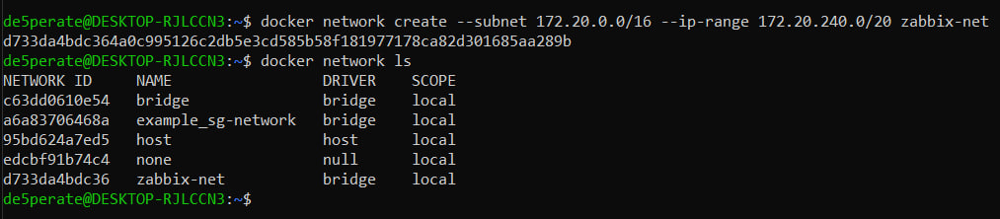 de5perate@DESKTOP-RJLCCN3:~$ docker network create --subnet 172.20.0.0/16 --ip-range 172.20.240.0/20 zabbix-net
d733da4bdc364a0c995126c2db5e3cd585b58f181977178ca82d301685aa289b
de5perate@DESKTOP-RJLCCN3:~$ docker network ls
NETWORK ID     NAME                 DRIVER    SCOPE
c63dd0610e54   bridge               bridge    local
a6a83706468a   example_sg-network   bridge    local
95bd624a7ed5   host                 host      local
edcbf91b74c4   none                 null      local
d733da4bdc36   zabbix-net           bridge    local
de5perate@DESKTOP-RJLCCN3:~$